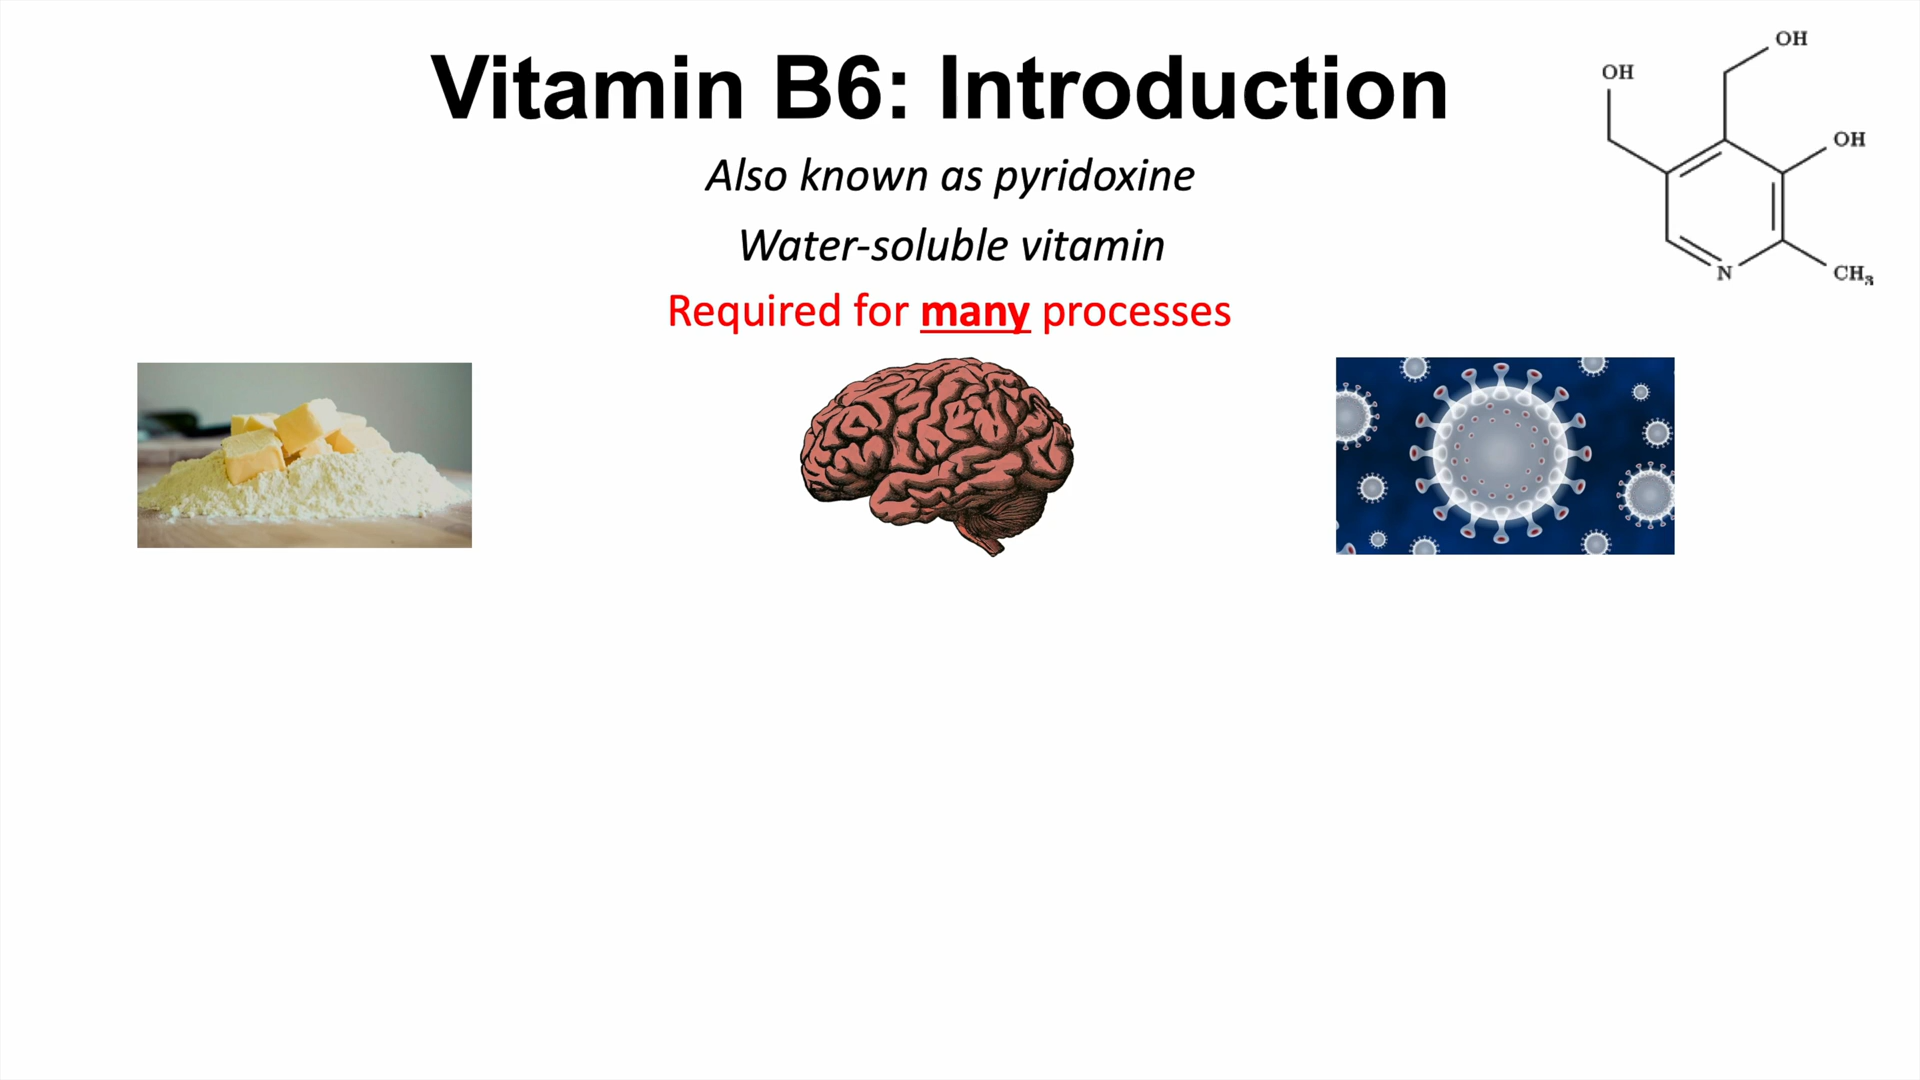 Vitamin B6: Introduction
Also known as pyridoxine
Water-soluble vitamin
Required for many processes
OH
OH
OH
N
CH3